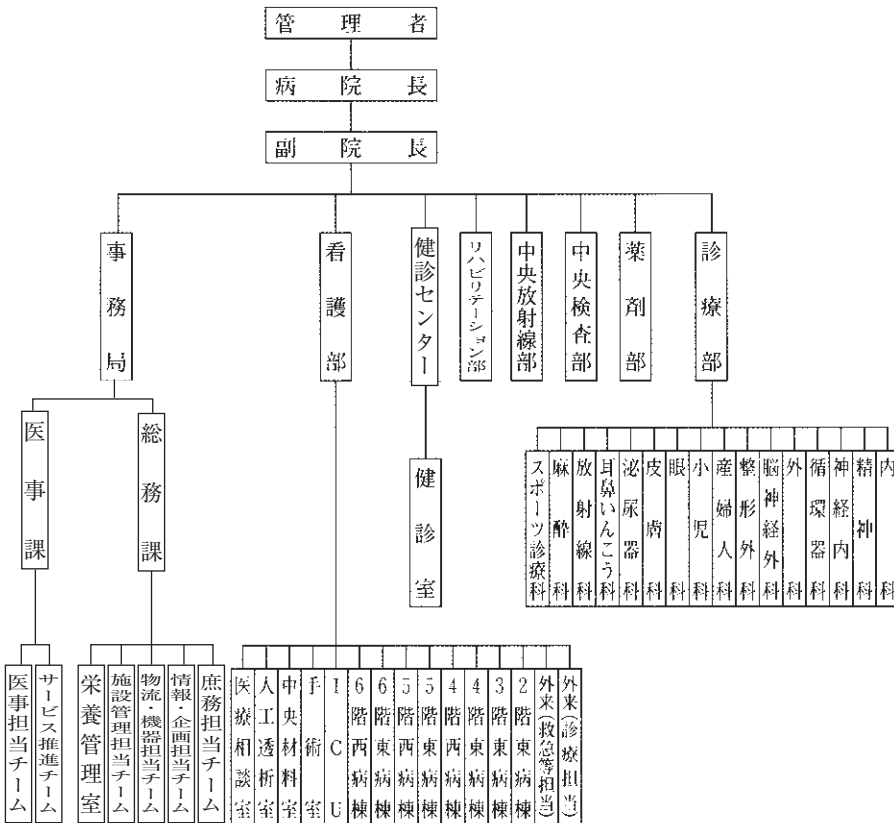 管理者
病院長
副院長
事務局
看護部
健診センター
リハビリテーション部
中央放射線部
中央検査部
薬剤部
診療部
医事課
総務課
健診室
スポーツ診療科
麻酔科
放射線科
耳鼻いんこう科
泌尿器科
皮膚科
眼科
小児科
産婦人科
整形外科
脳神経外科
外科
循環器科
神経内科
精神科
内科
医事担当チーム
サービス推進チーム
栄養管理室
施設管理担当チーム
物流・機器担当チーム
情報・企画担当チーム
庶務担当チーム
医療相談室
人工透析室
中央材料室
手術室
ICU
6階西病棟
6階東病棟
5階西病棟
5階東病棟
4階西病棟
4階東病棟
3階東病棟
2階東病棟
外来(救急等担当)
外来(診療担当)